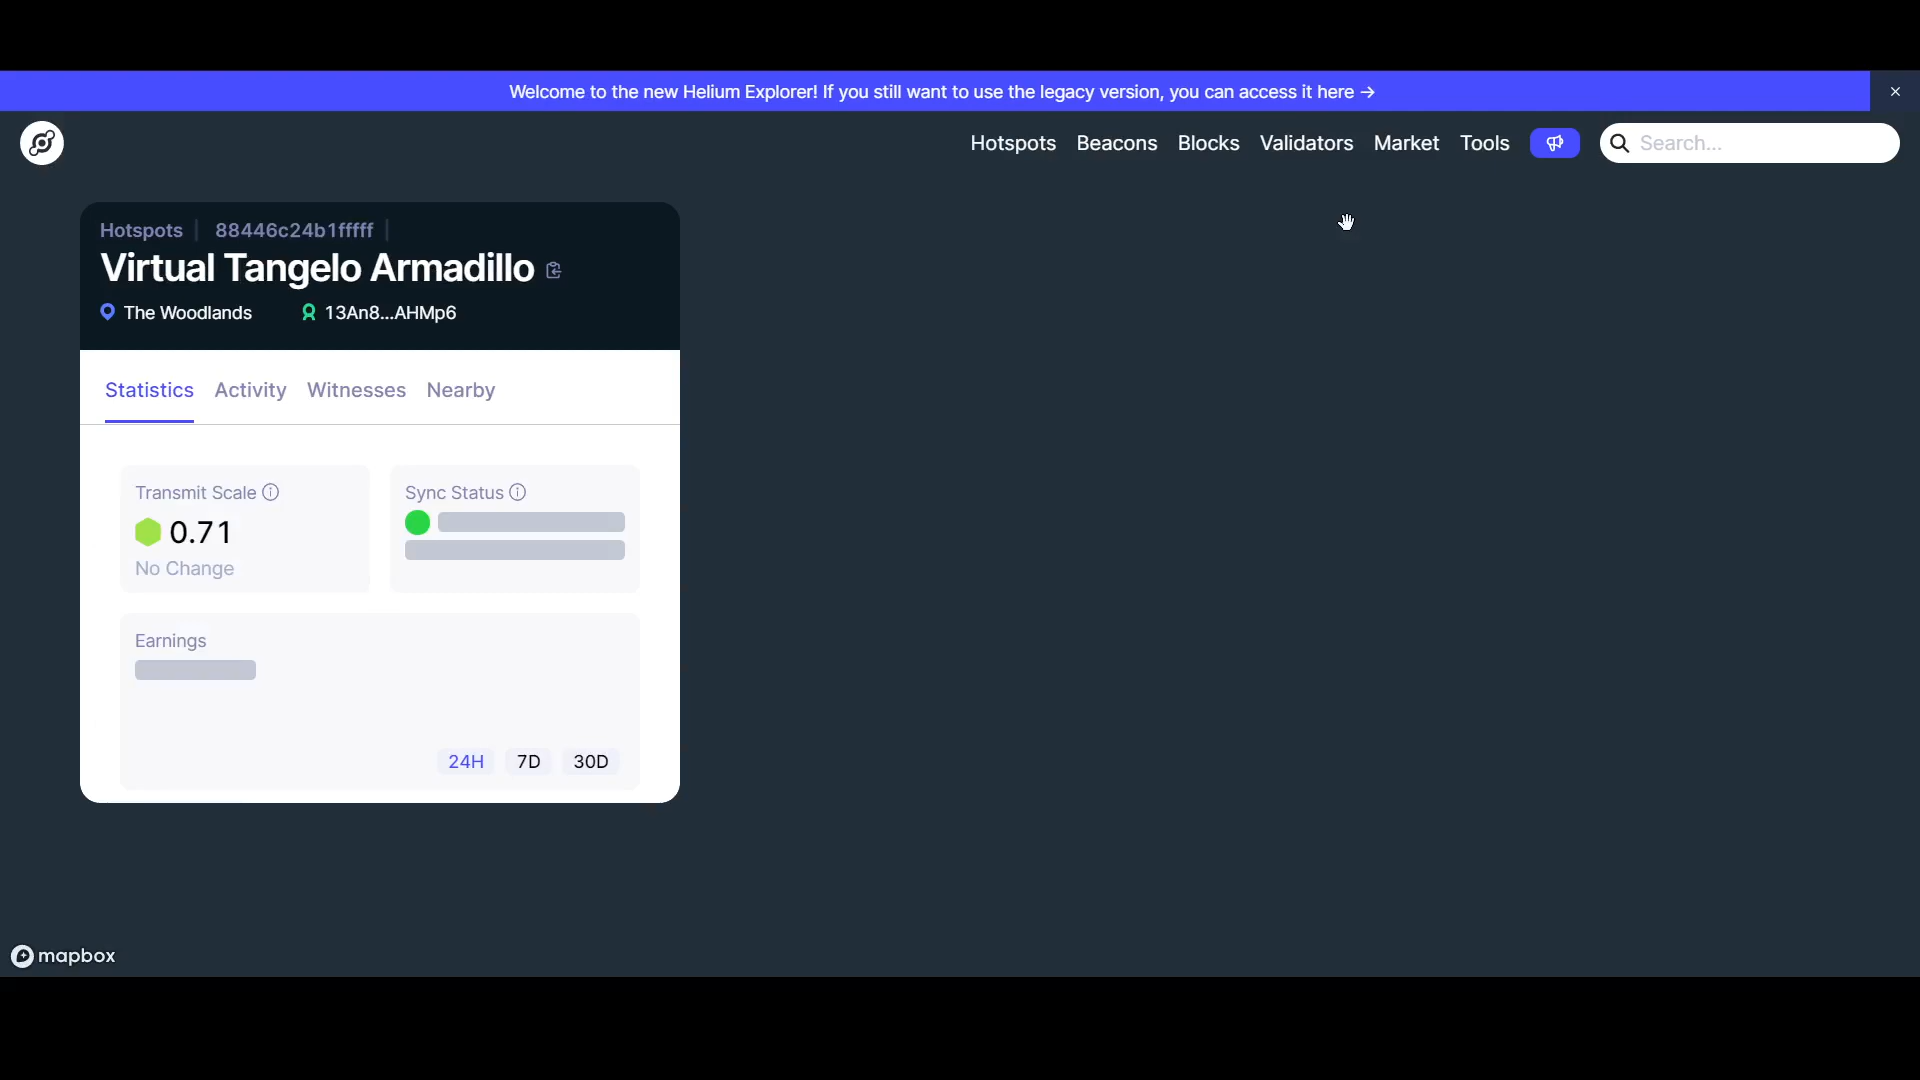 Welcome to the new Helium Explorer! If you still want to use the legacy version, you can access it here →
Hotspots Beacons Blocks Validators Market Tools Search...
Hotspots | 88446c24b1fffff |
Virtual Tangelo Armadillo
The Woodlands 13An8...AHMp6
Statistics Activity Witnesses Nearby
Transmit Scale Sync Status
0.71
No Change
Earnings
24H 7D 30D
mapbox